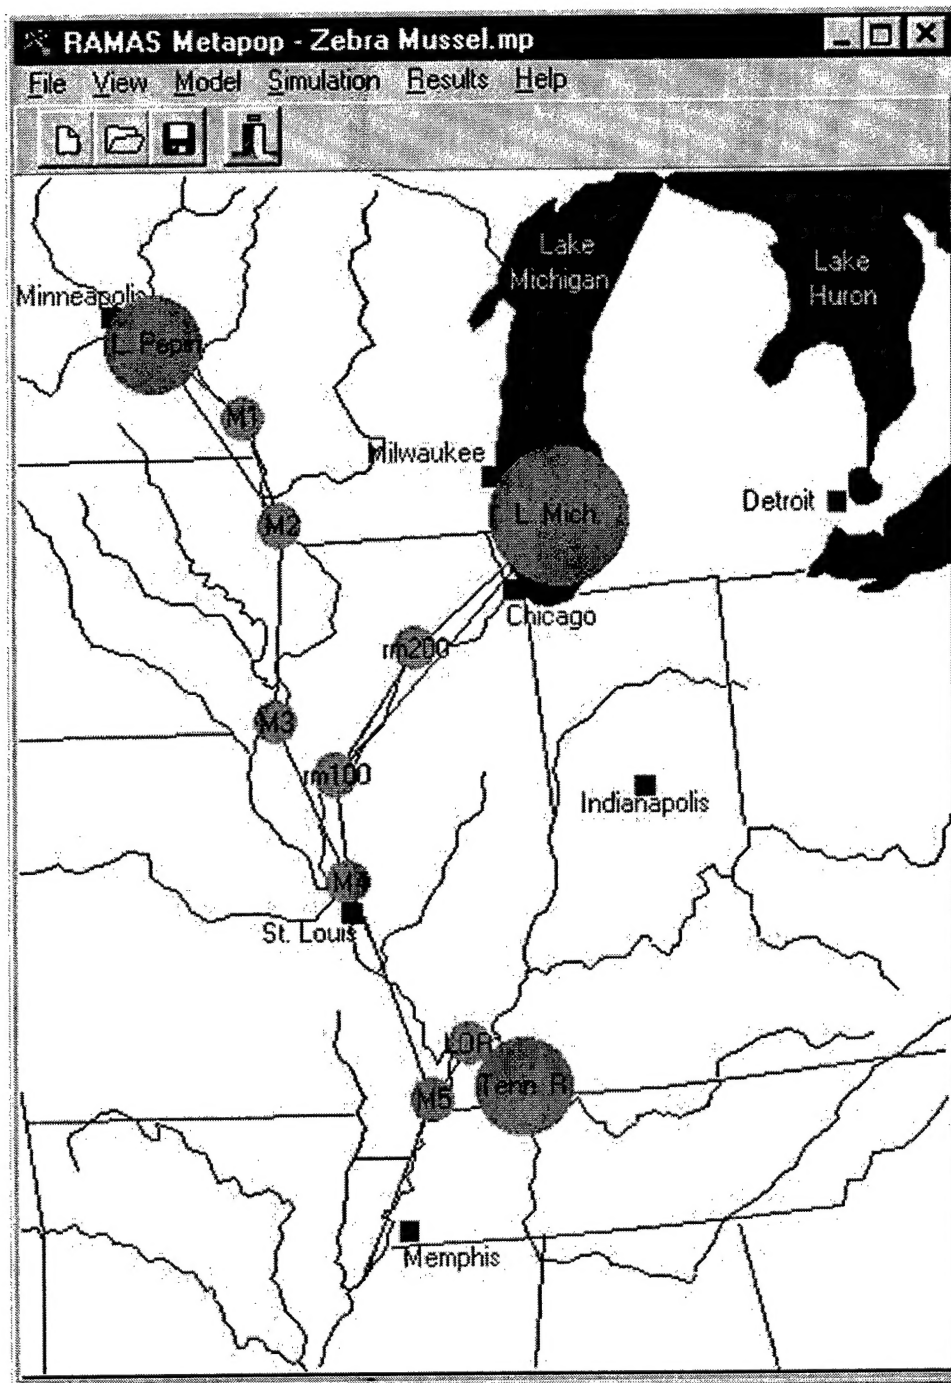 RAMAS Metapop - Zebra Mussel.mp
File View Model Simulation Results Help
Lake
Michigan
Lake
Huron
Minneapolis
L. Pepin
M1
Milwaukee
L. Mich.
Detroit
M2
Chicago
rm200
M3
rm100
Indianapolis
M4
St. Louis
LOR
Tenn R.
M5
Memphis